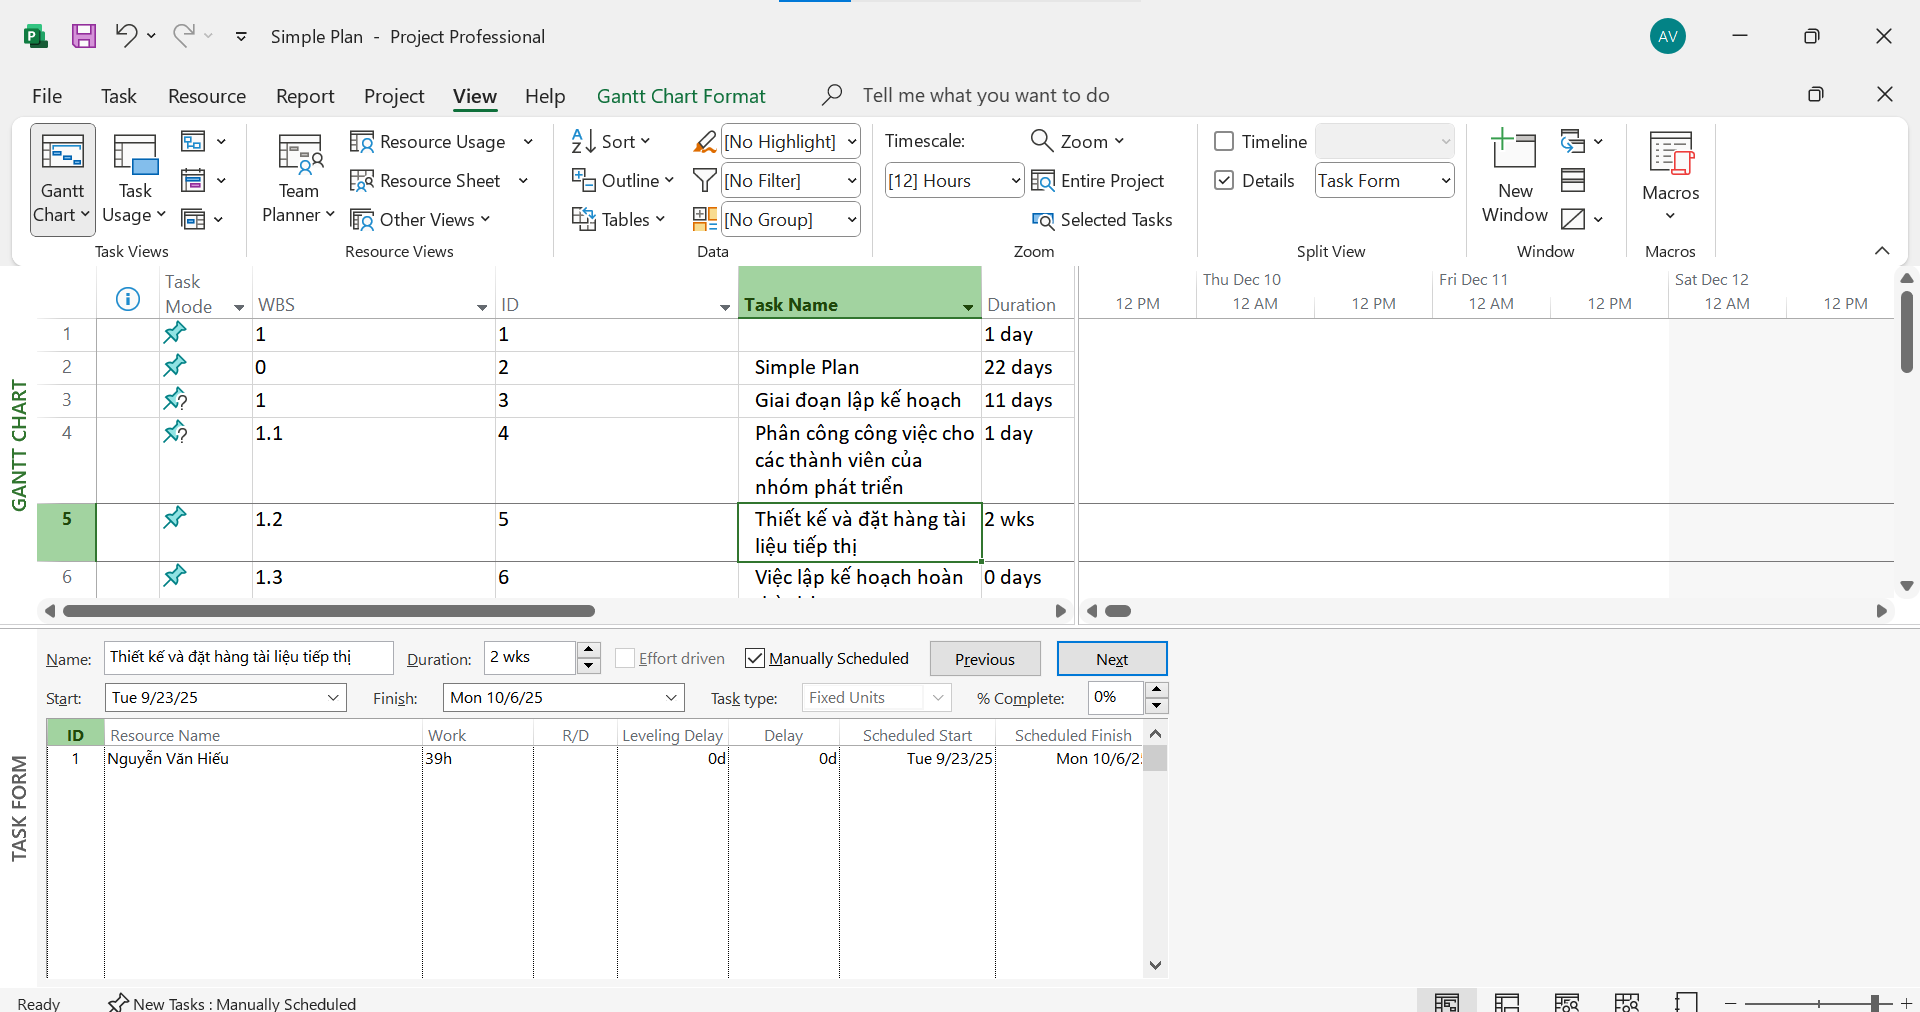 Simple Plan - Project Professional
AV
File Task Resource Report Project View Help Gantt Chart Format Tell me what you want to do
Gantt Chart
Task Usage
Task Views
Team Planner
Resource Usage
Resource Sheet
Other Views
Resource Views
Sort
Outline
Tables
[No Highlight]
[No Filter]
[No Group]
Data
Timescale:
[12] Hours
Zoom
Entire Project
Selected Tasks
Zoom
Timeline
Details Task Form
Split View
New Window
Window
Macros
Macros
GANTT CHART
Task Mode WBS ID Task Name Duration
Thu Dec 10 Fri Dec 11 Sat Dec 12
12 PM 12 AM 12 PM 12 AM 12 PM 12 AM 12 PM
1 1 1 1 day
2 0 2 Simple Plan 22 days
3 ? 1 3 Giai đoạn lập kế hoạch 11 days
4 ? 1.1 4 Phân công công việc cho 1 day
các thành viên của
nhóm phát triển
5 1.2 5 Thiết kế và đặt hàng tài 2 wks
liệu tiếp thị
6 1.3 6 Việc lập kế hoạch hoàn 0 days
TASK FORM
Name: Thiết kế và đặt hàng tài liệu tiếp thị Duration: 2 wks Effort driven Manually Scheduled Previous Next
Start: Tue 9/23/25 Finish: Mon 10/6/25 Task type: Fixed Units % Complete: 0%
ID Resource Name Work R/D Leveling Delay Delay Scheduled Start Scheduled Finish
1 Nguyễn Văn Hiếu 39h 0d 0d Tue 9/23/25 Mon 10/6/2
Ready New Tasks : Manually Scheduled